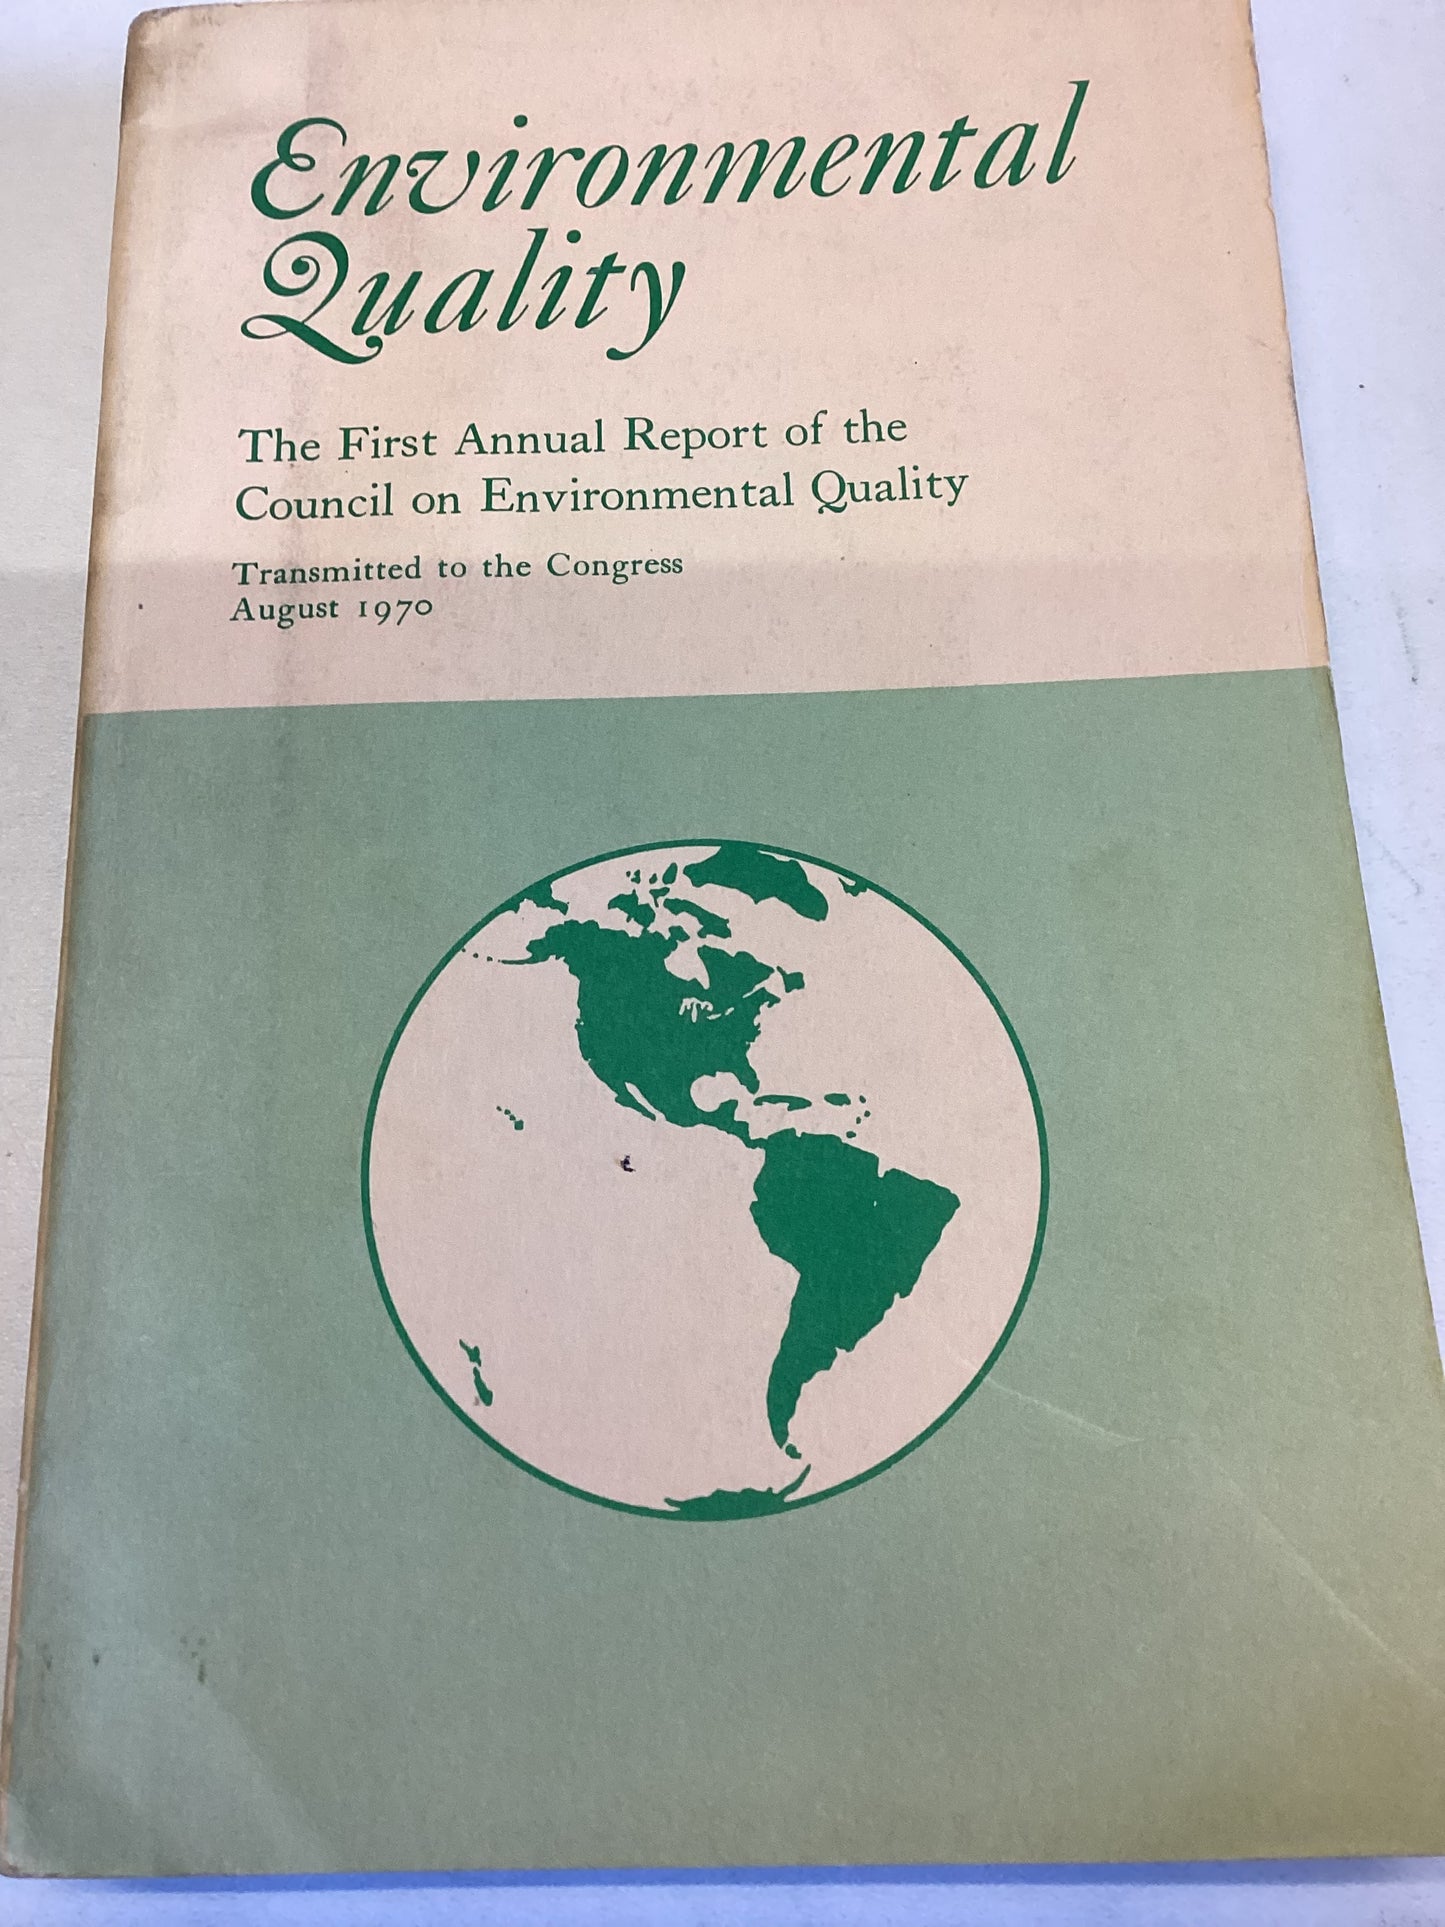 Environmental
Quality
The First Annual Report of the
Council on Environmental Quality
Transmitted to the Congress
August 1970